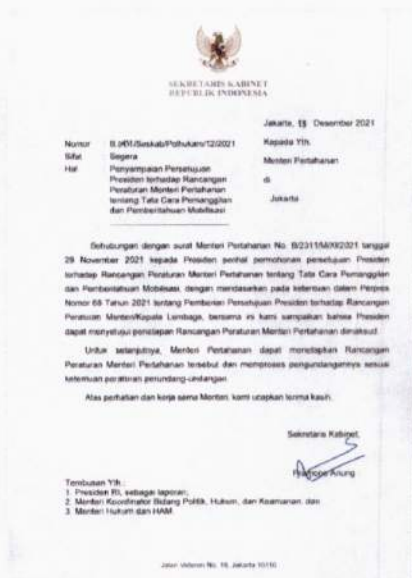 SEKRETARIS KABINET
REPUBLIK INDONESIA
Jakarta, 13 Desember 2021
Nomor : /Seskab/Polhukam/12/2021
Sifat : Segera
Hal : Penyampaian Persetujuan
Presiden terhadap Rancangan
Peraturan Menteri Pertahanan
tentang Tata Cara Pemanggilan
dan Pemberitahuan Mobilisasi
Kepada Yth.
Menteri Pertahanan
di
Jakarta
Sehubungan dengan surat Menteri Pertahanan No. B/2311/M/XI/2021 tanggal
29 November 2021 kepada Presiden perihal permohonan persetujuan Presiden
terhadap Rancangan Peraturan Menteri Pertahanan tentang Tata Cara Pemanggilan
dan Pemberitahuan Mobilisasi, dengan mendasarkan pada ketentuan dalam Perpres
Nomor 68 Tahun 2021 tentang Pemberian Persetujuan Presiden terhadap Rancangan
Peraturan Menteri/Kepala Lembaga, bersama ini kami sampaikan bahwa Presiden
dapat menyetujui penetapan Rancangan Peraturan Menteri Pertahanan dimaksud.
Untuk selanjutnya, Menteri Pertahanan dapat menetapkan Rancangan
Peraturan Menteri Pertahanan tersebut dan memproses pengundangannya sesuai
ketentuan peraturan perundang-undangan.
Atas perhatian dan kerja sama Menteri, kami ucapkan terima kasih.
Sekretaris Kabinet,
Pramono Anung
Tembusan Yth.:
1. Presiden RI, sebagai laporan;
2. Menteri Koordinator Bidang Politik, Hukum, dan Keamanan; dan
3. Menteri Hukum dan HAM.
Jalan Veteran No. 18, Jakarta 10110